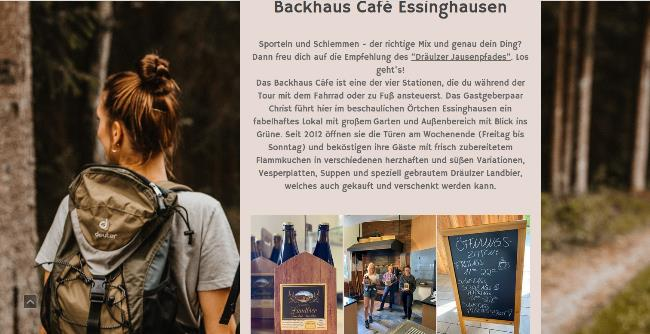 Backhaus Café Essinghausen
Sporteln und Schlemmen - der richtige Mix und genau dein Ding?
Dann freu dich auf die Empfehlung des "Dräulzer Jausenpfades". Los
geht's!
Das Backhaus Cáfe ist eine der vier Stationen, die du während der
Tour mit dem Fahrrad oder zu Fuß ansteuerst. Das Gastgeberpaar
Christ führt hier im beschaulichen Örtchen Essinghausen ein
fabelhaftes Lokal mit großem Garten und Außenbereich mit Blick ins
Grüne. Seit 2012 öffnen sie die Türen am Wochenende (Freitag bis
Sonntag) und beköstigen ihre Gäste mit frisch zubereitetem
Flammkuchen in verschiedenen herzhaften und süßen Variationen,
Vesperplatten, Suppen und speziell gebrautem Dräulzer Landbier,
welches auch gekauft und verschenkt werden kann.
deuter
Landbier
ÖFFNUNGS-
ZEITEN